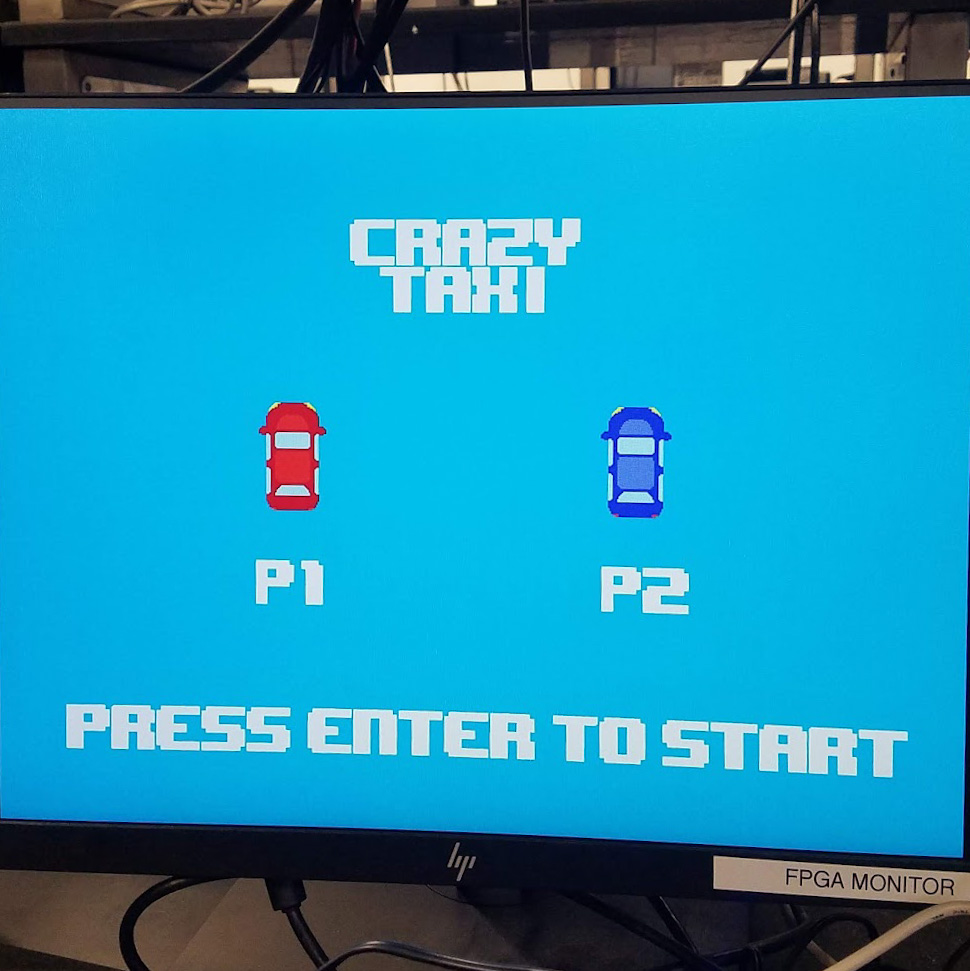 CRAZY
TAXI
P1 P2
PRESS ENTER TO START
hp
FPGA MONITOR